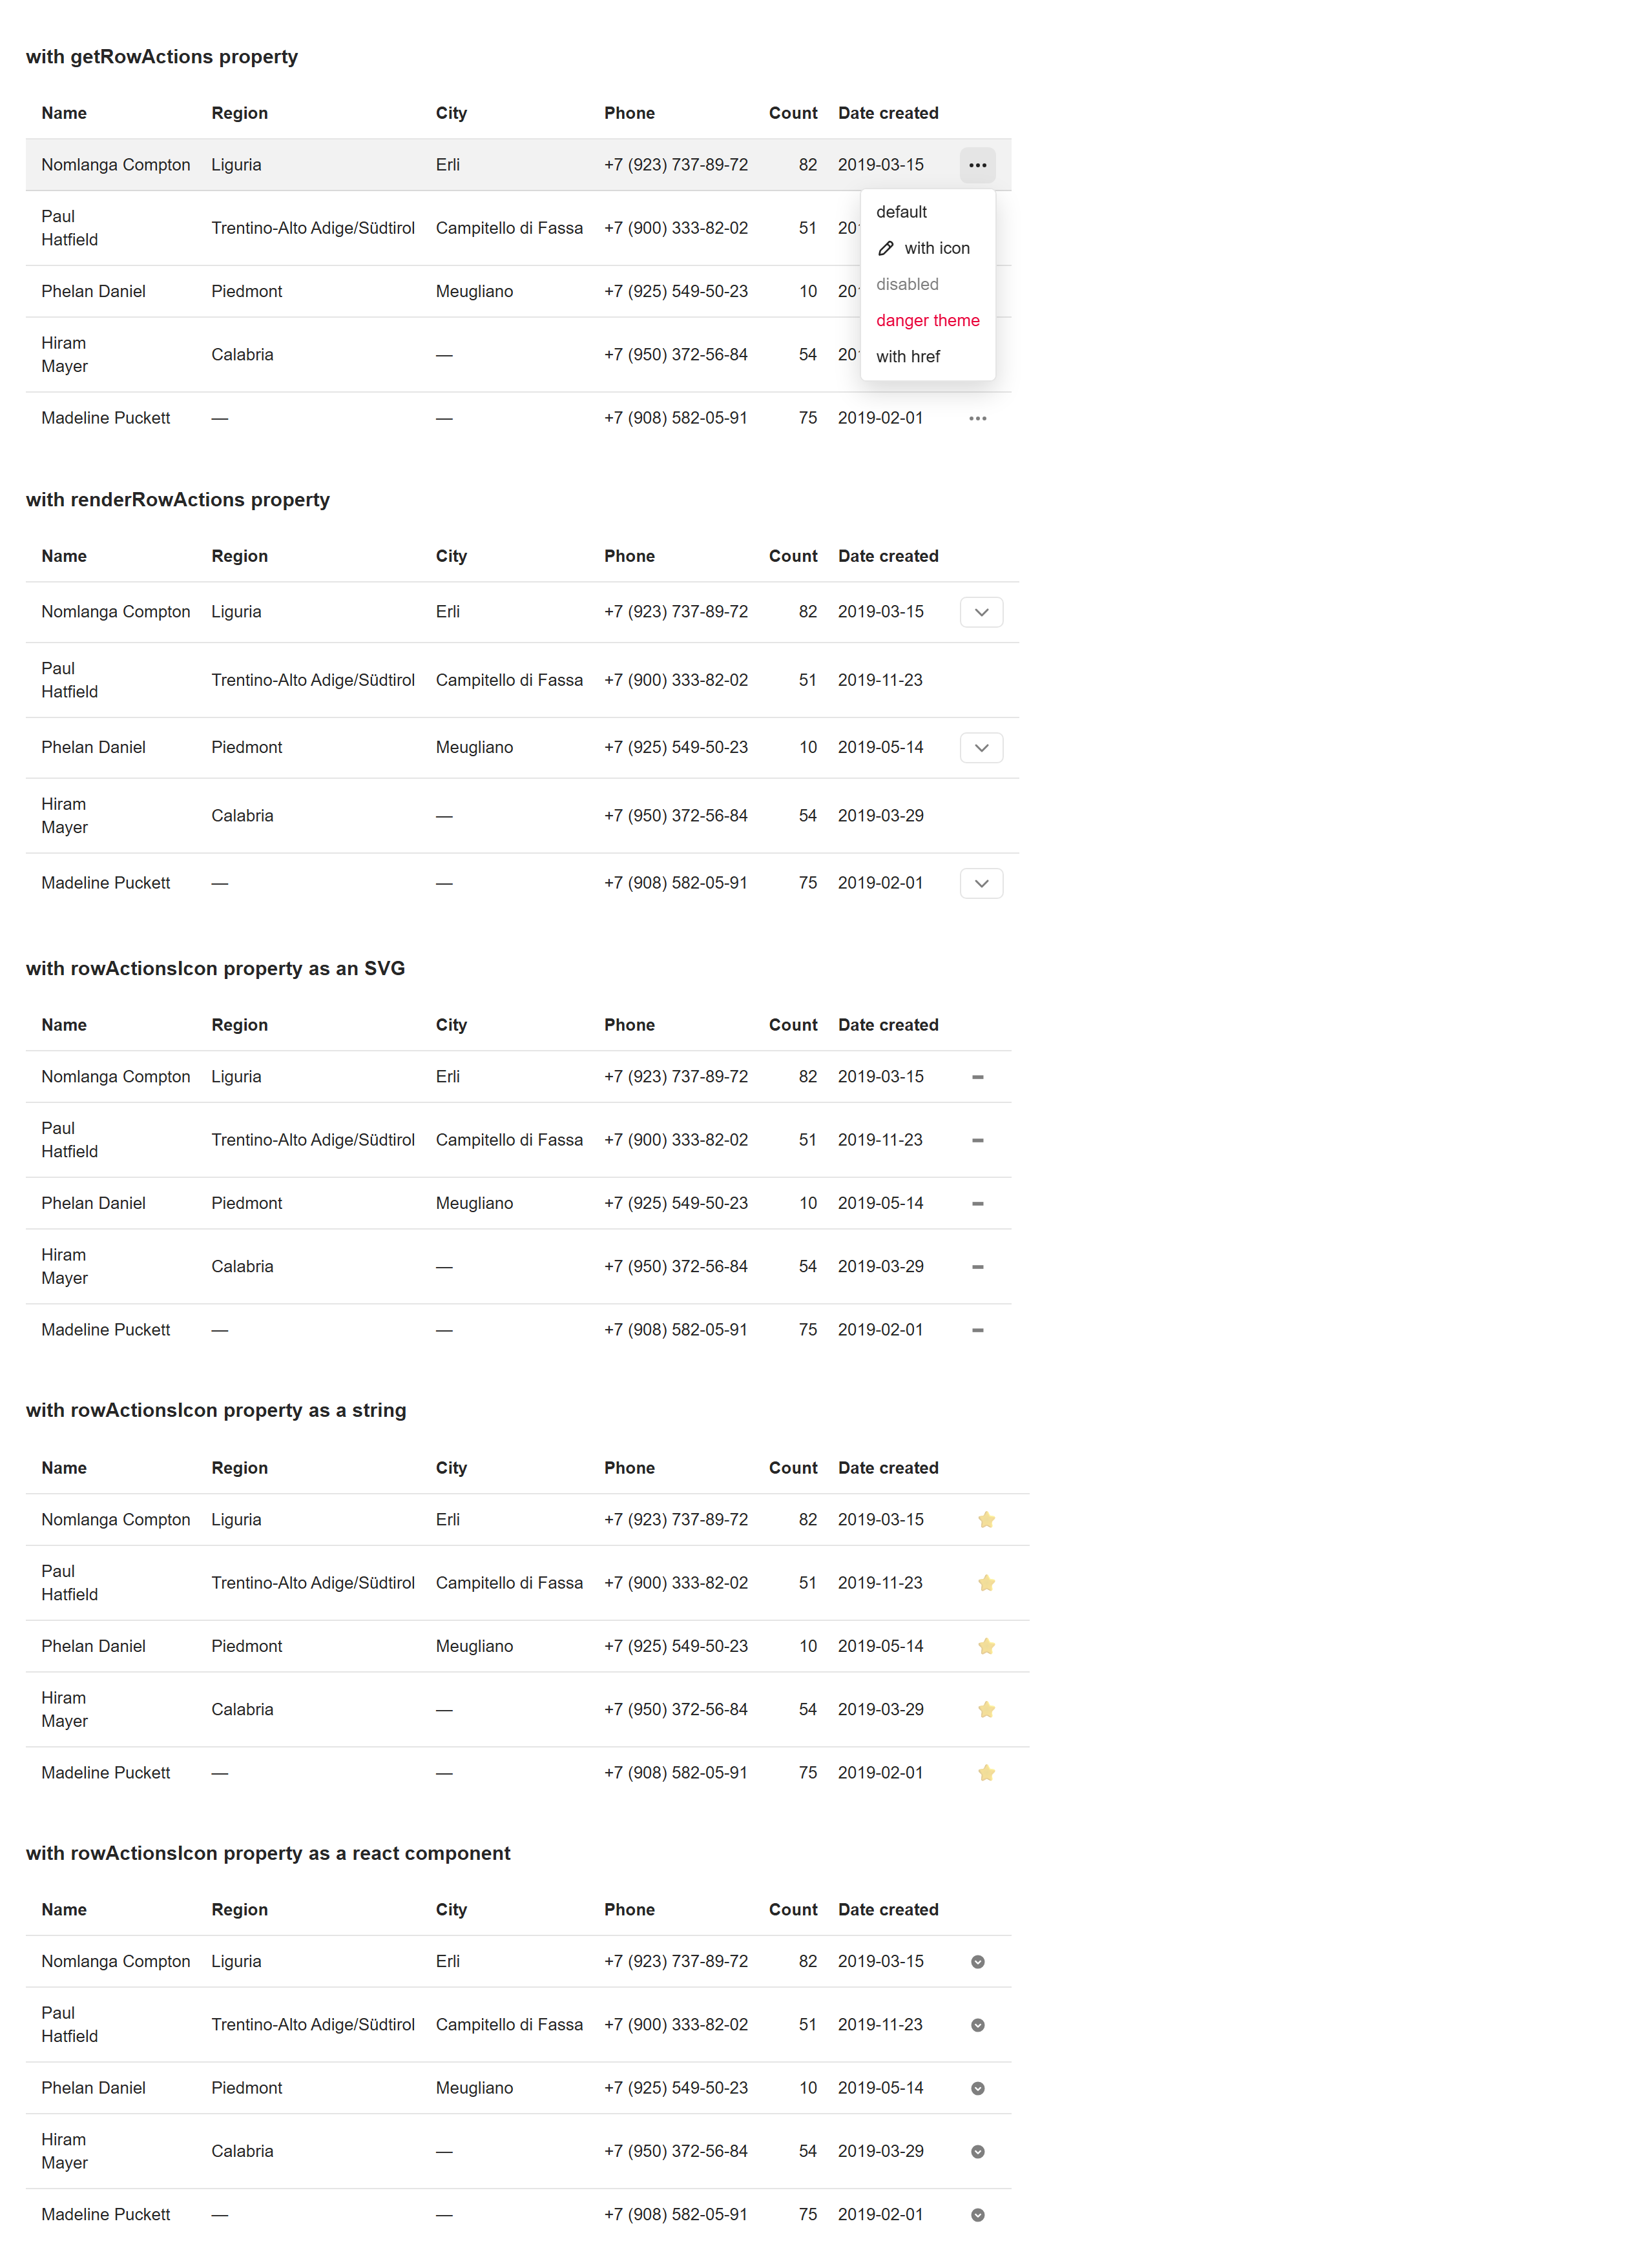 with getRowActions property
Name Region City Phone Count Date created
Nomlanga Compton Liguria Erli +7 (923) 737-89-72 82 2019-03-15
default
Paul
Hatfield
Trentino-Alto Adige/Südtirol Campitello di Fassa +7 (900) 333-82-02 51
with icon
disabled
Phelan Daniel Piedmont Meugliano +7 (925) 549-50-23 10
danger theme
Hiram
Mayer
Calabria — +7 (950) 372-56-84 54
with href
Madeline Puckett — — +7 (908) 582-05-91 75 2019-02-01
with renderRowActions property
Name Region City Phone Count Date created
Nomlanga Compton Liguria Erli +7 (923) 737-89-72 82 2019-03-15
Paul
Hatfield
Trentino-Alto Adige/Südtirol Campitello di Fassa +7 (900) 333-82-02 51 2019-11-23
Phelan Daniel Piedmont Meugliano +7 (925) 549-50-23 10 2019-05-14
Hiram
Mayer
Calabria — +7 (950) 372-56-84 54 2019-03-29
Madeline Puckett — — +7 (908) 582-05-91 75 2019-02-01
with rowActionsIcon property as an SVG
Name Region City Phone Count Date created
Nomlanga Compton Liguria Erli +7 (923) 737-89-72 82 2019-03-15
Paul
Hatfield
Trentino-Alto Adige/Südtirol Campitello di Fassa +7 (900) 333-82-02 51 2019-11-23
Phelan Daniel Piedmont Meugliano +7 (925) 549-50-23 10 2019-05-14
Hiram
Mayer
Calabria — +7 (950) 372-56-84 54 2019-03-29
Madeline Puckett — — +7 (908) 582-05-91 75 2019-02-01
with rowActionsIcon property as a string
Name Region City Phone Count Date created
Nomlanga Compton Liguria Erli +7 (923) 737-89-72 82 2019-03-15
Paul
Hatfield
Trentino-Alto Adige/Südtirol Campitello di Fassa +7 (900) 333-82-02 51 2019-11-23
Phelan Daniel Piedmont Meugliano +7 (925) 549-50-23 10 2019-05-14
Hiram
Mayer
Calabria — +7 (950) 372-56-84 54 2019-03-29
Madeline Puckett — — +7 (908) 582-05-91 75 2019-02-01
with rowActionsIcon property as a react component
Name Region City Phone Count Date created
Nomlanga Compton Liguria Erli +7 (923) 737-89-72 82 2019-03-15
Paul
Hatfield
Trentino-Alto Adige/Südtirol Campitello di Fassa +7 (900) 333-82-02 51 2019-11-23
Phelan Daniel Piedmont Meugliano +7 (925) 549-50-23 10 2019-05-14
Hiram
Mayer
Calabria — +7 (950) 372-56-84 54 2019-03-29
Madeline Puckett — — +7 (908) 582-05-91 75 2019-02-01